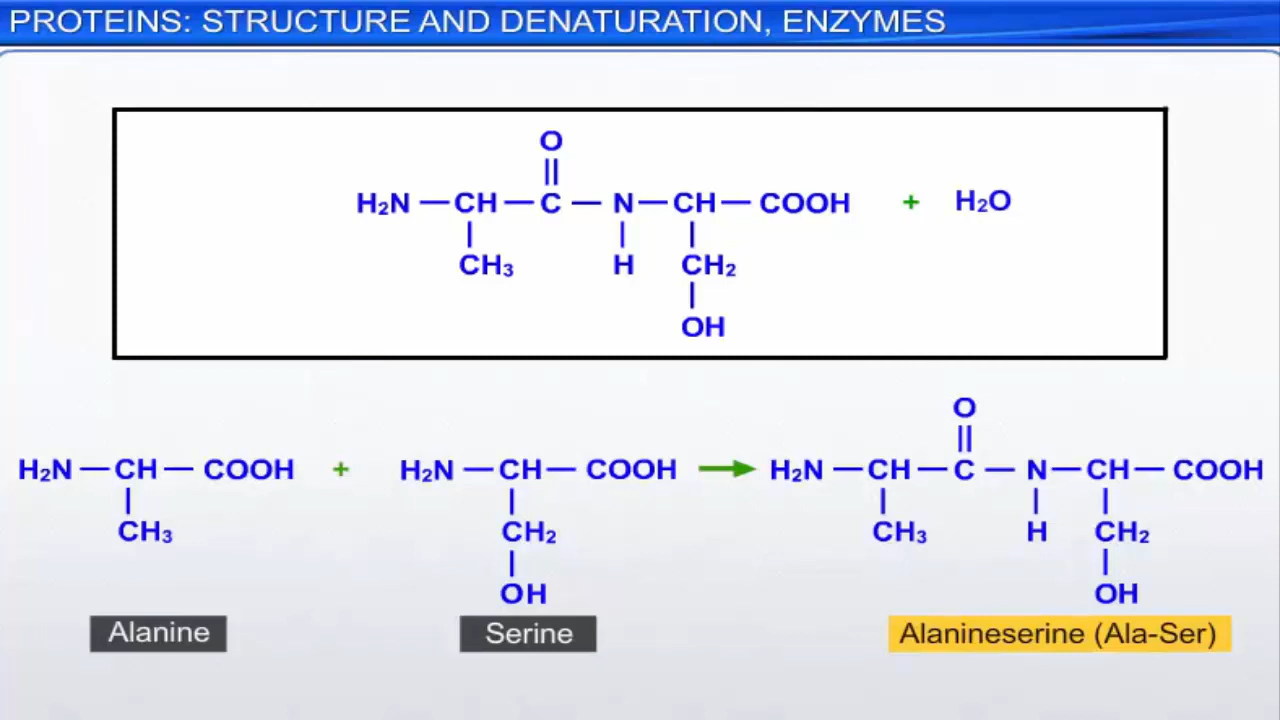 PROTEINS: STRUCTURE AND DENATURATION, ENZYMES
O
||
H₂N — CH — C — N — CH — COOH + H₂O
| | |
CH₃ H CH₂
|
OH
O
||
H₂N — CH — COOH + H₂N — CH — COOH → H₂N — CH — C — N — CH — COOH
| | | | |
CH₃ CH₂ CH₃ H CH₂
| |
OH OH
Alanine Serine Alanineserine (Ala-Ser)